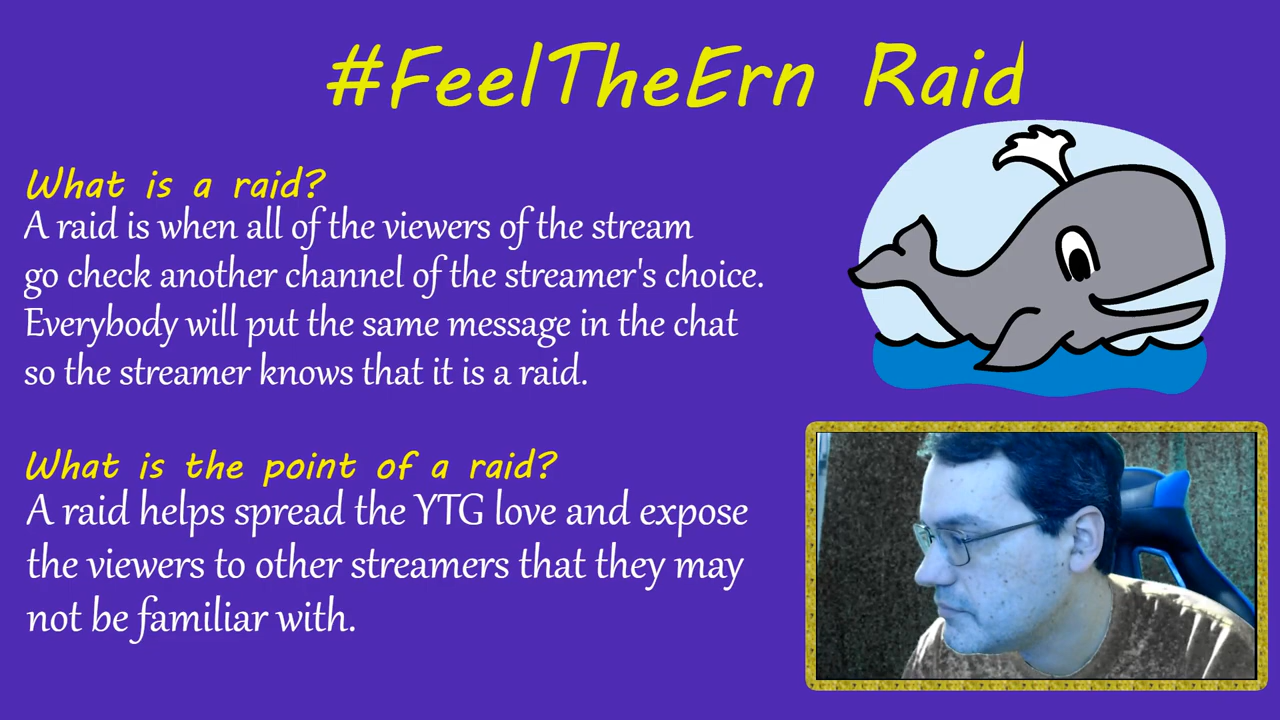 #FeelTheErn Raid
What is a raid?
A raid is when all of the viewers of the stream
go check another channel of the streamer's choice.
Everybody will put the same message in the chat
so the streamer knows that it is a raid.
What is the point of a raid?
A raid helps spread the YTG love and expose
the viewers to other streamers that they may
not be familiar with.